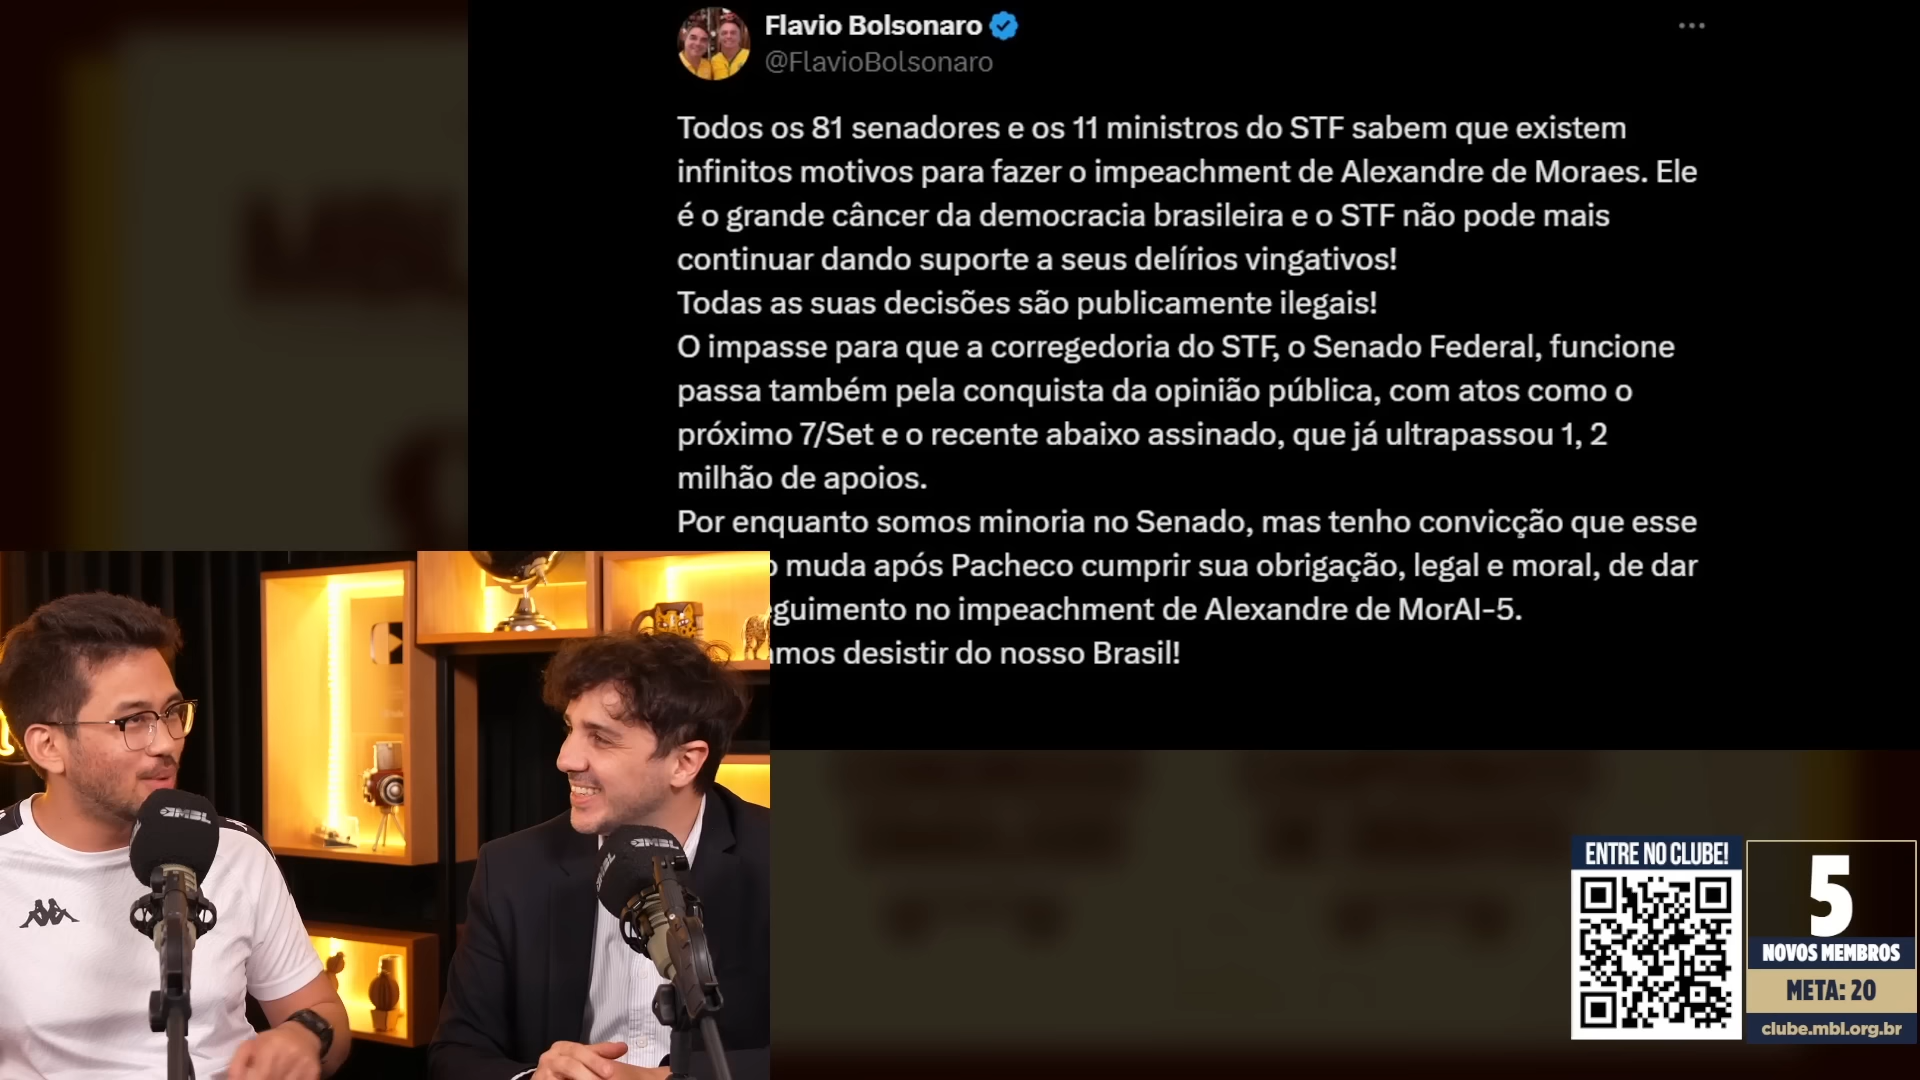 Flavio Bolsonaro
@FlavioBolsonaro
Todos os 81 senadores e os 11 ministros do STF sabem que existem
infinitos motivos para fazer o impeachment de Alexandre de Moraes. Ele
é o grande câncer da democracia brasileira e o STF não pode mais
continuar dando suporte a seus delírios vingativos!
Todas as suas decisões são publicamente ilegais!
O impasse para que a corregedoria do STF, o Senado Federal, funcione
passa também pela conquista da opinião pública, com atos como o
próximo 7/Set e o recente abaixo assinado, que já ultrapassou 1, 2
milhão de apoios.
Por enquanto somos minoria no Senado, mas tenho convicção que esse
muda após Pacheco cumprir sua obrigação, legal e moral, de dar
no impeachment de Alexandre de MorAI-5.
desistir do nosso Brasil!
MBL
MBL
ENTRE NO CLUBE!
5
NOVOS MEMBROS
META: 20
clube.mbl.org.br